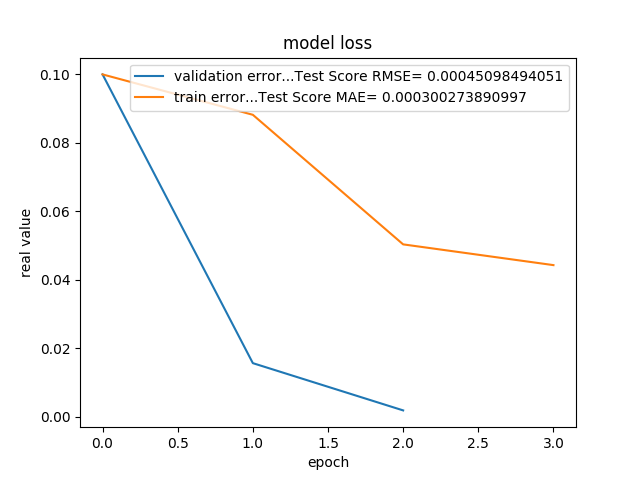 model loss
validation error...Test Score RMSE= 0.00045098494051
train error...Test Score MAE= 0.000300273890997
real value
0.10
0.08
0.06
0.04
0.02
0.00
0.0 0.5 1.0 1.5 2.0 2.5 3.0
epoch